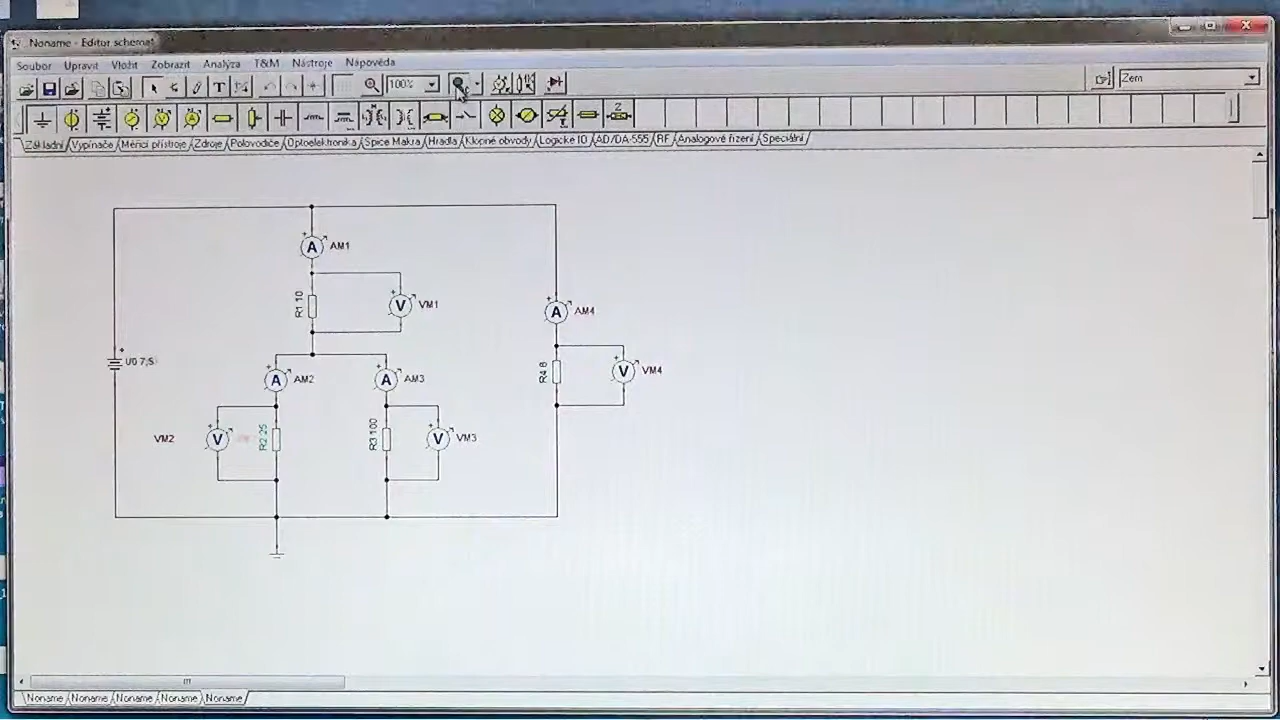 Noname - Editor schemat
Soubor Upravit Vložit Zobrazit Analýza T&M Nástroje Nápověda
T 100% Zem
Z
Základní Vypínače Měřicí přístroje Zdroje Polovodiče Optoelektronika Spice Makra Hradla Klopné obvody Logické IO AD/DA-555 RF Analogové řízení Speciální
A AM1
R1 10 V VM1
A AM4
U0 7,5
R4 8 V VM4
A AM2 A AM3
VM2 V R2 25 R3 100 V VM3
Noname Noname Noname Noname Noname